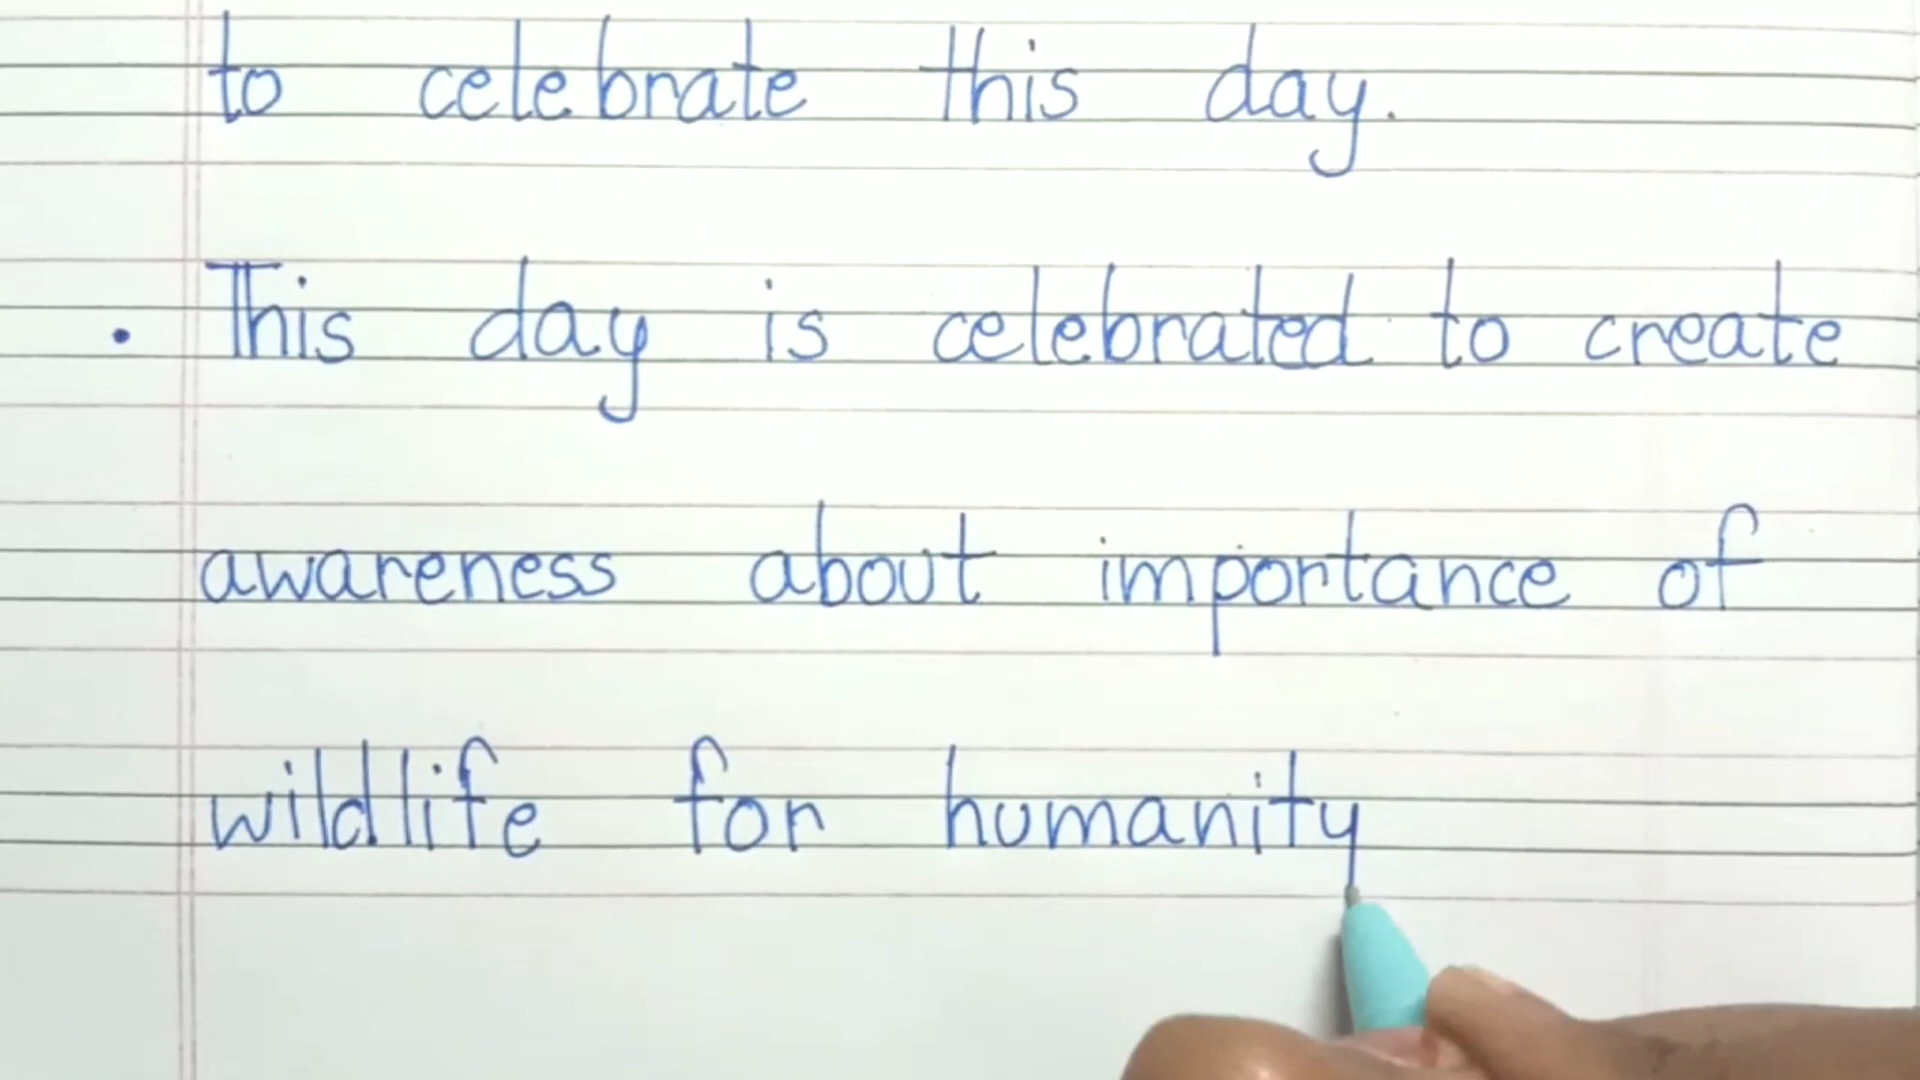 to celebrate this day.
• This day is celebrated to create
awareness about importance of
wildlife for humanity